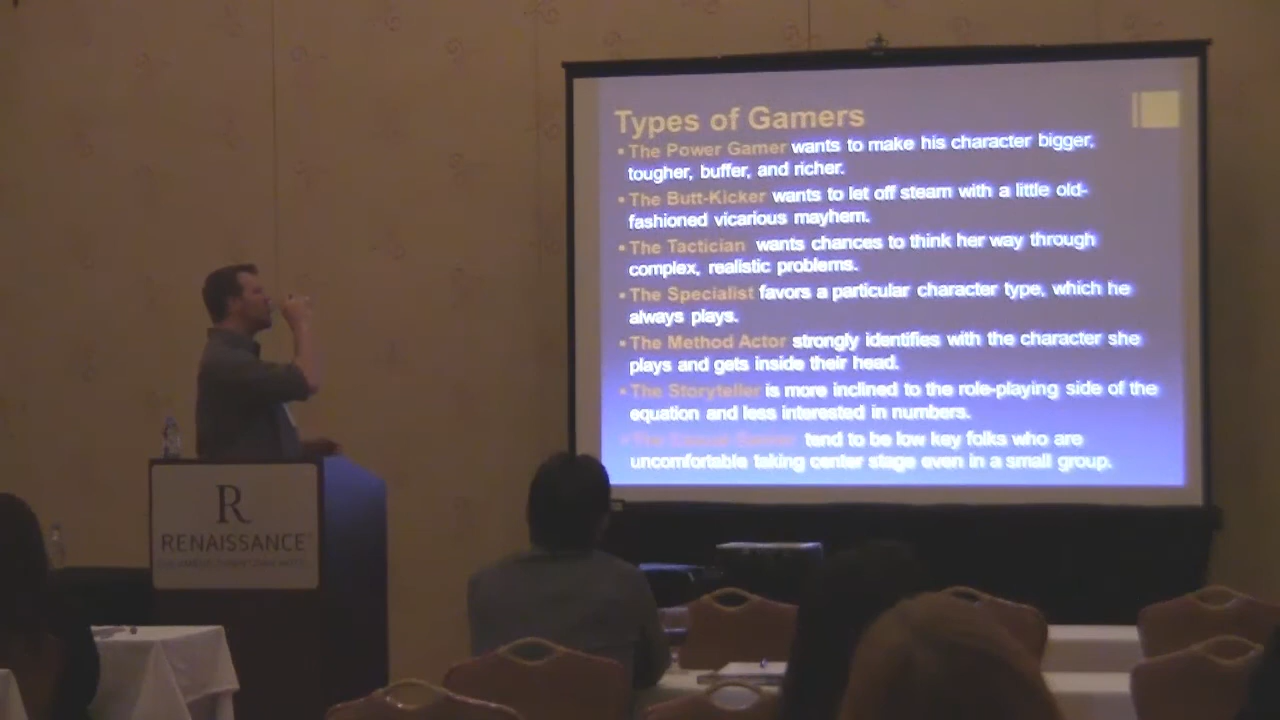 Types of Gamers
▪ The Power Gamer wants to make his character bigger,
tougher, buffer, and richer.
▪ The Butt-Kicker wants to let off steam with a little old-
fashioned vicarious mayhem.
▪ The Tactician wants chances to think her way through
complex, realistic problems.
▪ The Specialist favors a particular character type, which he
always plays.
▪ The Method Actor strongly identifies with the character she
plays and gets inside their head.
▪ The Storyteller is more inclined to the role-playing side of the
equation and less interested in numbers.
▪ The Casual Gamer tend to be low key folks who are
uncomfortable taking center stage even in a small group.
R
RENAISSANCE